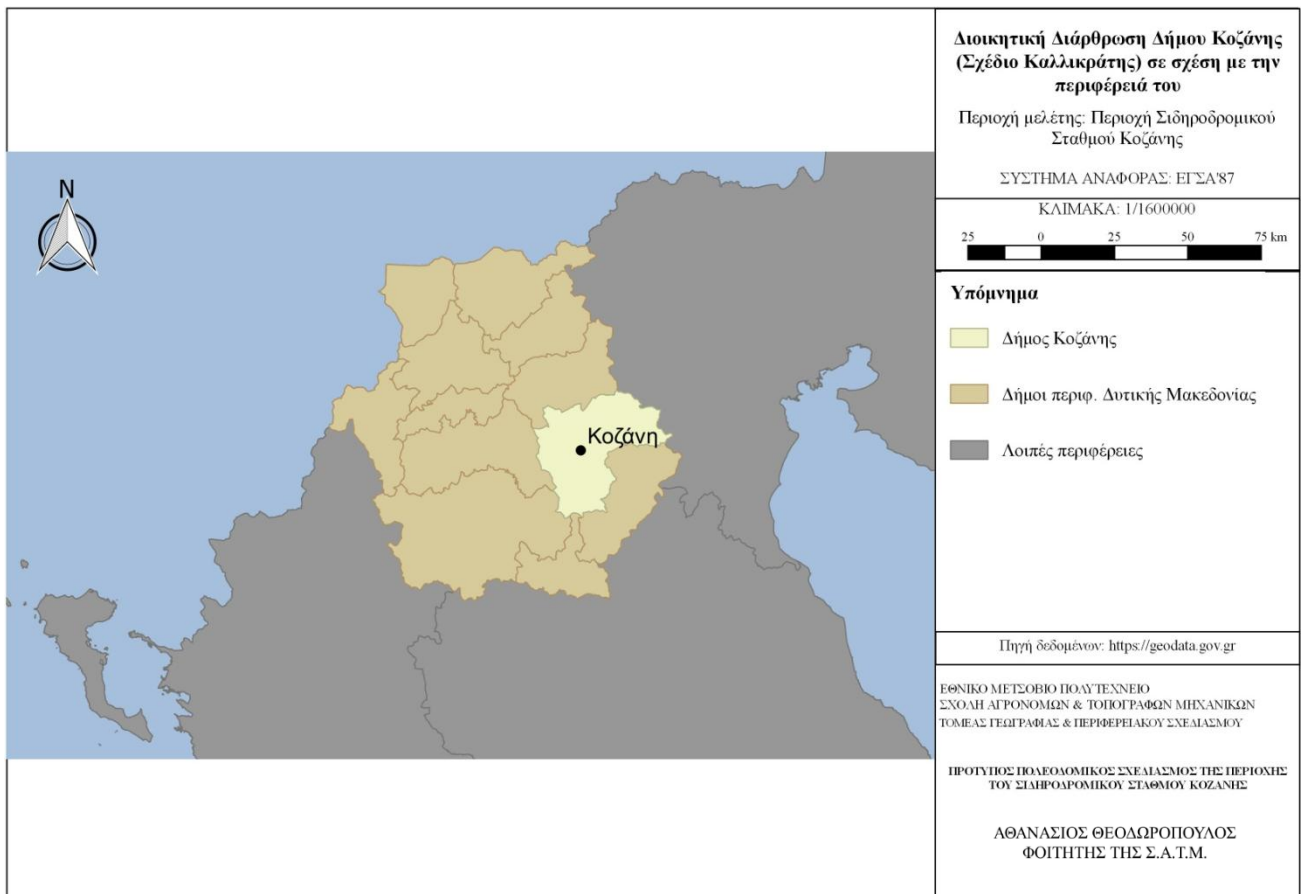 N
Κοζάνη
Διοικητική Διάρθρωση Δήμου Κοζάνης
(Σχέδιο Καλλικράτης) σε σχέση με την
περιφέρειά του
Περιοχή μελέτης: Περιοχή Σιδηροδρομικού
Σταθμού Κοζάνης
ΣΥΣΤΗΜΑ ΑΝΑΦΟΡΑΣ: ΕΓΣΑ'87
ΚΛΙΜΑΚΑ: 1/1600000
25 0 25 50 75 km
Υπόμνημα
Δήμος Κοζάνης
Δήμοι περιφ. Δυτικής Μακεδονίας
Λοιπές περιφέρειες
Πηγή δεδομένων: https://geodata.gov.gr
ΕΘΝΙΚΟ ΜΕΤΣΟΒΙΟ ΠΟΛΥΤΕΧΝΕΙΟ
ΣΧΟΛΗ ΑΓΡΟΝΟΜΩΝ & ΤΟΠΟΓΡΑΦΩΝ ΜΗΧΑΝΙΚΩΝ
ΤΟΜΕΑΣ ΓΕΩΓΡΑΦΙΑΣ & ΠΕΡΙΦΕΡΕΙΑΚΟΥ ΣΧΕΔΙΑΣΜΟΥ
ΠΡΟΤΥΠΟΣ ΠΟΛΕΟΔΟΜΙΚΟΣ ΣΧΕΔΙΑΣΜΟΣ ΤΗΣ ΠΕΡΙΟΧΗΣ
ΤΟΥ ΣΙΔΗΡΟΔΡΟΜΙΚΟΥ ΣΤΑΘΜΟΥ ΚΟΖΑΝΗΣ
ΑΘΑΝΑΣΙΟΣ ΘΕΟΔΩΡΟΠΟΥΛΟΣ
ΦΟΙΤΗΤΗΣ ΤΗΣ Σ.Α.Τ.Μ.